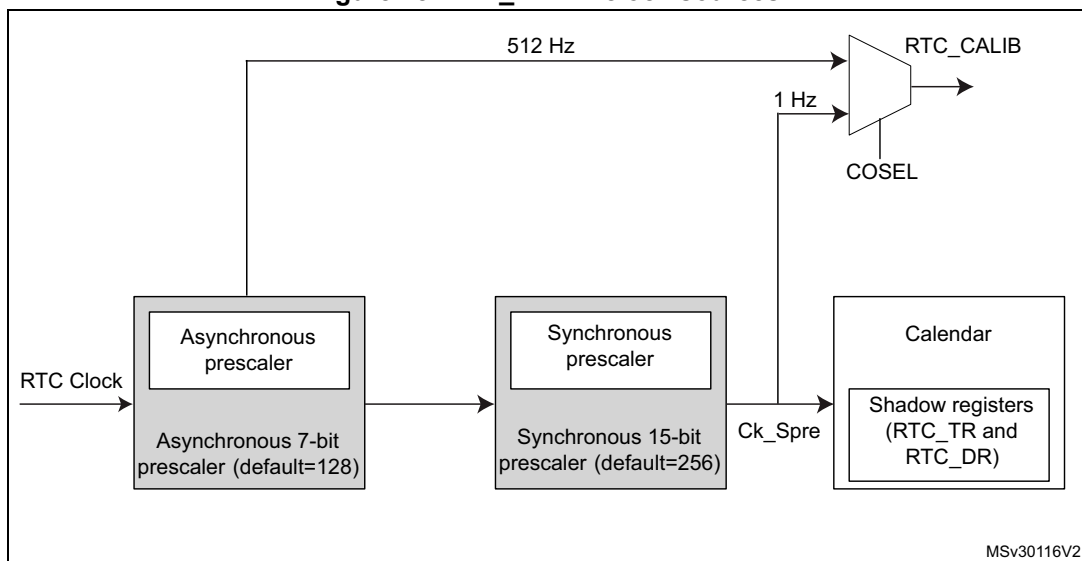 512 Hz
RTC_CALIB
1 Hz
COSEL
RTC Clock
Asynchronous
prescaler
Asynchronous 7-bit
prescaler (default=128)
Synchronous
prescaler
Synchronous 15-bit
prescaler (default=256)
Ck_Spre
Calendar
Shadow registers
(RTC_TR and
RTC_DR)
MSv30116V2